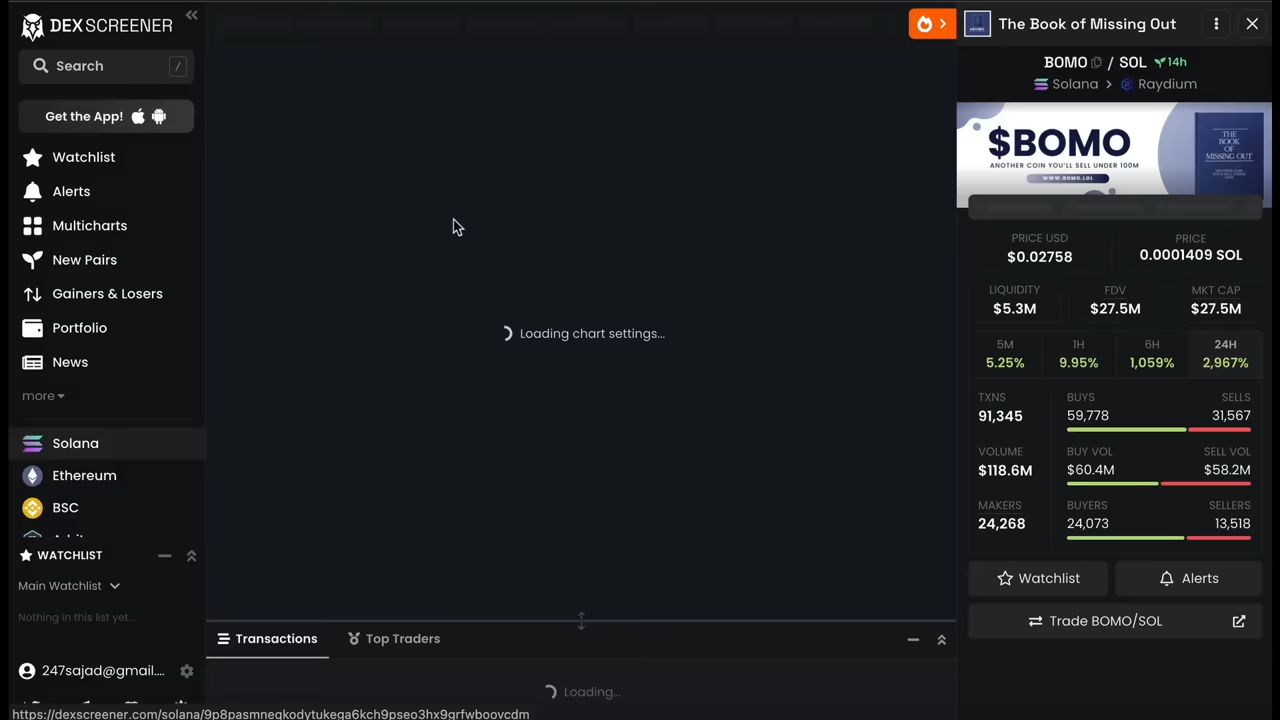 DEX SCREENER
Search /
Get the App!
Watchlist
Alerts
Multicharts
New Pairs
Gainers & Losers
Portfolio
News
more
Solana
Ethereum
BSC
WATCHLIST
Main Watchlist
Nothing in this list yet...
247sajad@gmail....
https://dexscreener.com/solana/9p8pasmneqkodytukega6kch9pseo3hx9grfwboovcdm
Loading chart settings...
Transactions Top Traders
Loading...
The Book of Missing Out
BOMO / SOL 14h
Solana > Raydium
$BOMO
ANOTHER COIN YOU'LL SELL UNDER 100M
WWW.BOMO.LOL
THE
BOOK
OF
MISSING OUT
PRICE USD
$0.02758
PRICE
0.0001409 SOL
LIQUIDITY
$5.3M
FDV
$27.5M
MKT CAP
$27.5M
5M
5.25%
1H
9.95%
6H
1,059%
24H
2,967%
TXNS
91,345
BUYS
59,778
SELLS
31,567
VOLUME
$118.6M
BUY VOL
$60.4M
SELL VOL
$58.2M
MAKERS
24,268
BUYERS
24,073
SELLERS
13,518
Watchlist
Alerts
Trade BOMO/SOL